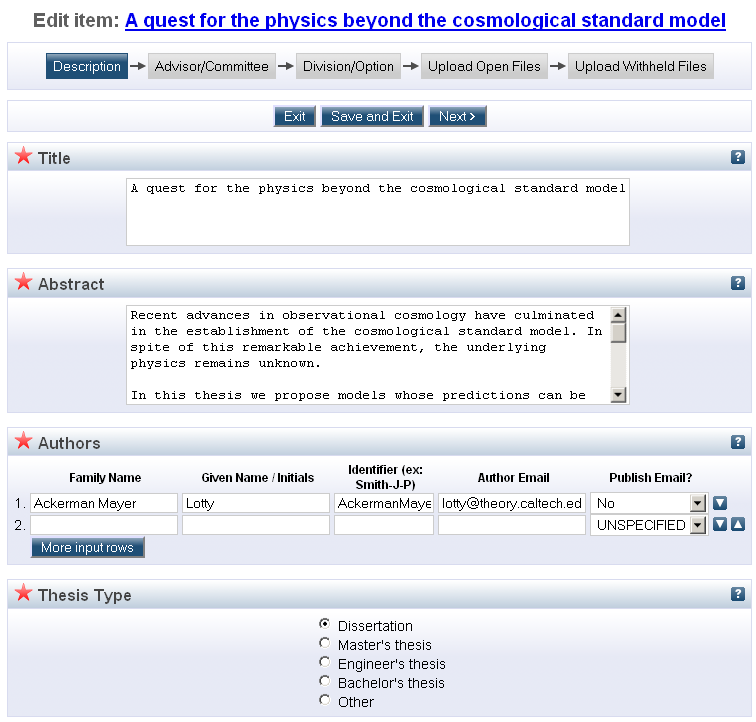 Edit item: A quest for the physics beyond the cosmological standard model
Description Advisor/Committee Division/Option Upload Open Files Upload Withheld Files
Exit Save and Exit Next >
Title ?
A quest for the physics beyond the cosmological standard model
Abstract ?
Recent advances in observational cosmology have culminated
in the establishment of the cosmological standard model. In
spite of this remarkable achievement, the underlying
physics remains unknown.
In this thesis we propose models whose predictions can be
Authors ?
Family Name Given Name / Initials Identifier (ex: Smith-J-P) Author Email Publish Email?
1. Ackerman Mayer Lotty AckermanMaye lotty@theory.caltech.ed No
2. UNSPECIFIED
More input rows
Thesis Type ?
Dissertation
Master's thesis
Engineer's thesis
Bachelor's thesis
Other